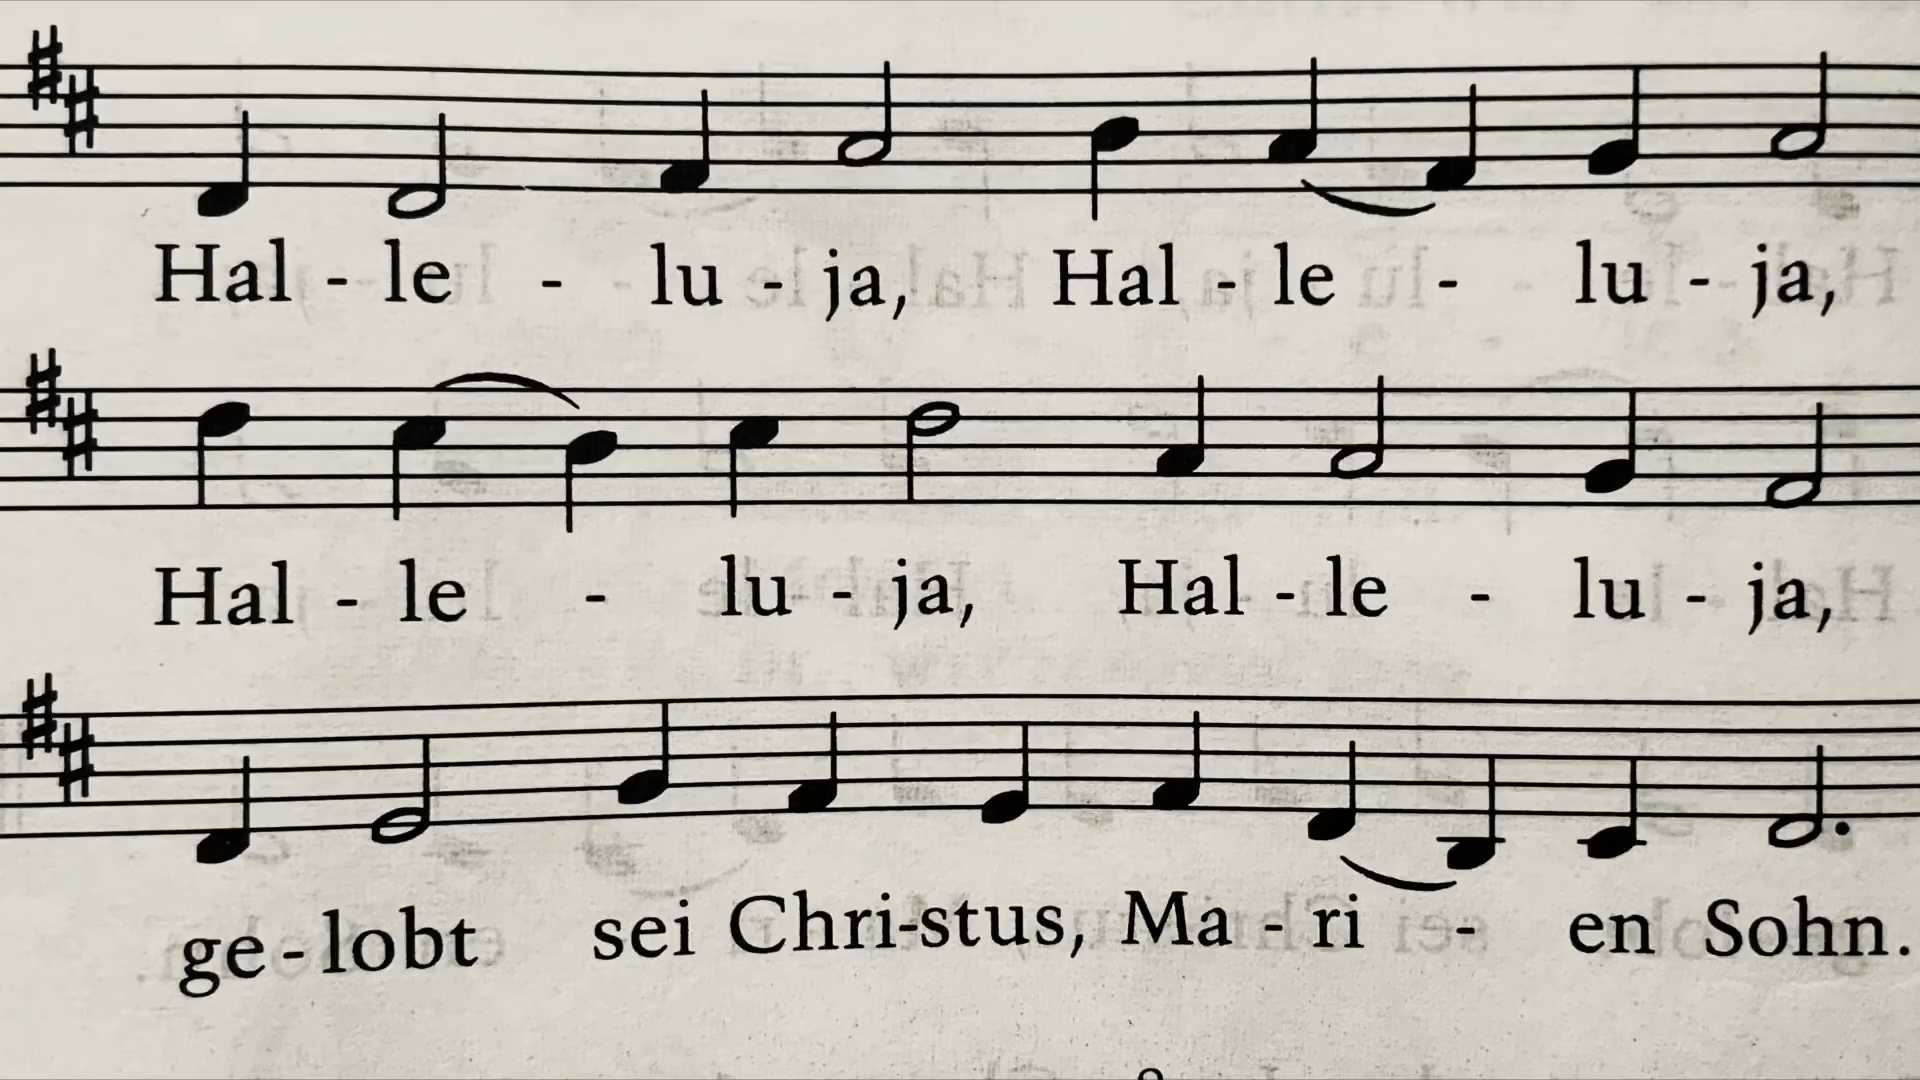 Hal - le - lu - ja, Hal - le - lu - ja,
Hal - le - lu - ja, Hal - le - lu - ja,
ge - lobt sei Chri-stus, Ma - ri - en Sohn.